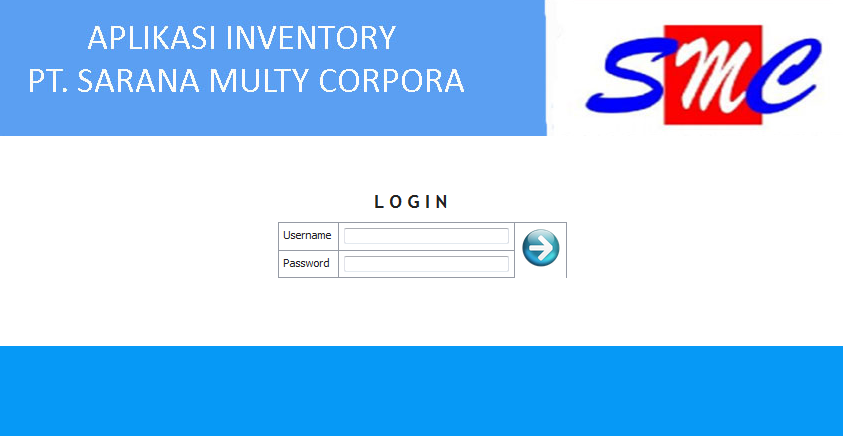 APLIKASI INVENTORY
PT. SARANA MULTY CORPORA
SMC
LOGIN
Username
Password